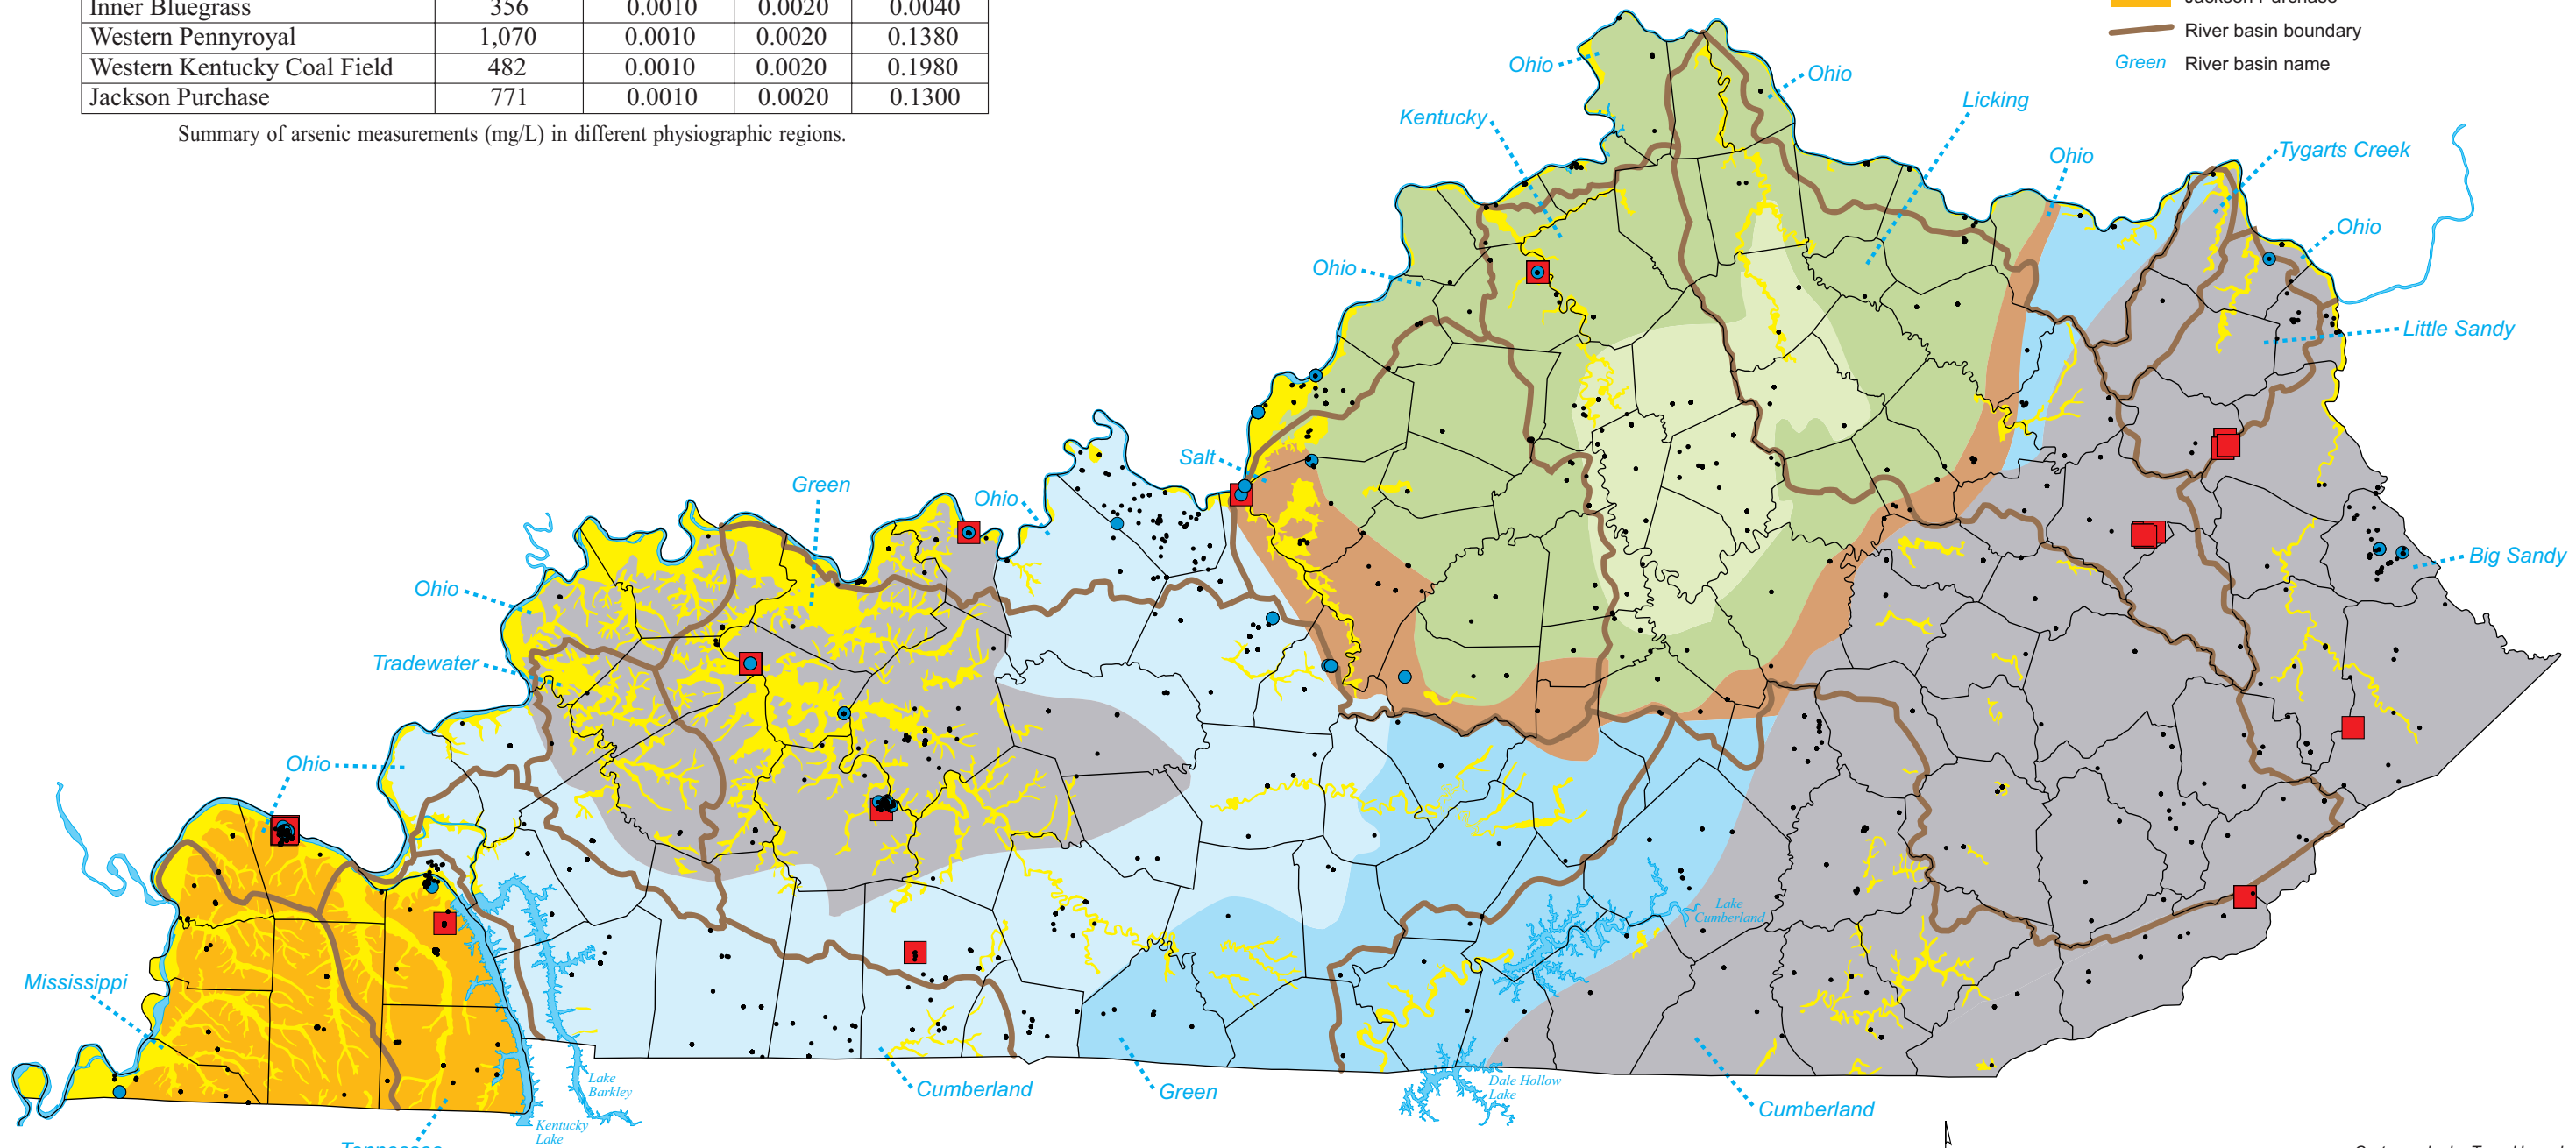 Inner Bluegrass 356 0.0010 0.0020 0.0040
Western Pennyroyal 1,070 0.0010 0.0020 0.1380
Western Kentucky Coal Field 482 0.0010 0.0020 0.1980
Jackson Purchase 771 0.0010 0.0020 0.1300
Summary of arsenic measurements (mg/L) in different physiographic regions.
Jackson Purchase
River basin boundary
Green River basin name
Ohio
Ohio
Kentucky
Licking
Ohio
Tygarts Creek
Ohio
Ohio
Little Sandy
Salt
Green
Ohio
Big Sandy
Ohio
Tradewater
Ohio
Lake
Cumberland
Mississippi
Lake
Barkley
Cumberland
Green
Dale Hollow
Lake
Cumberland
Kentucky
Lake
Tennessee